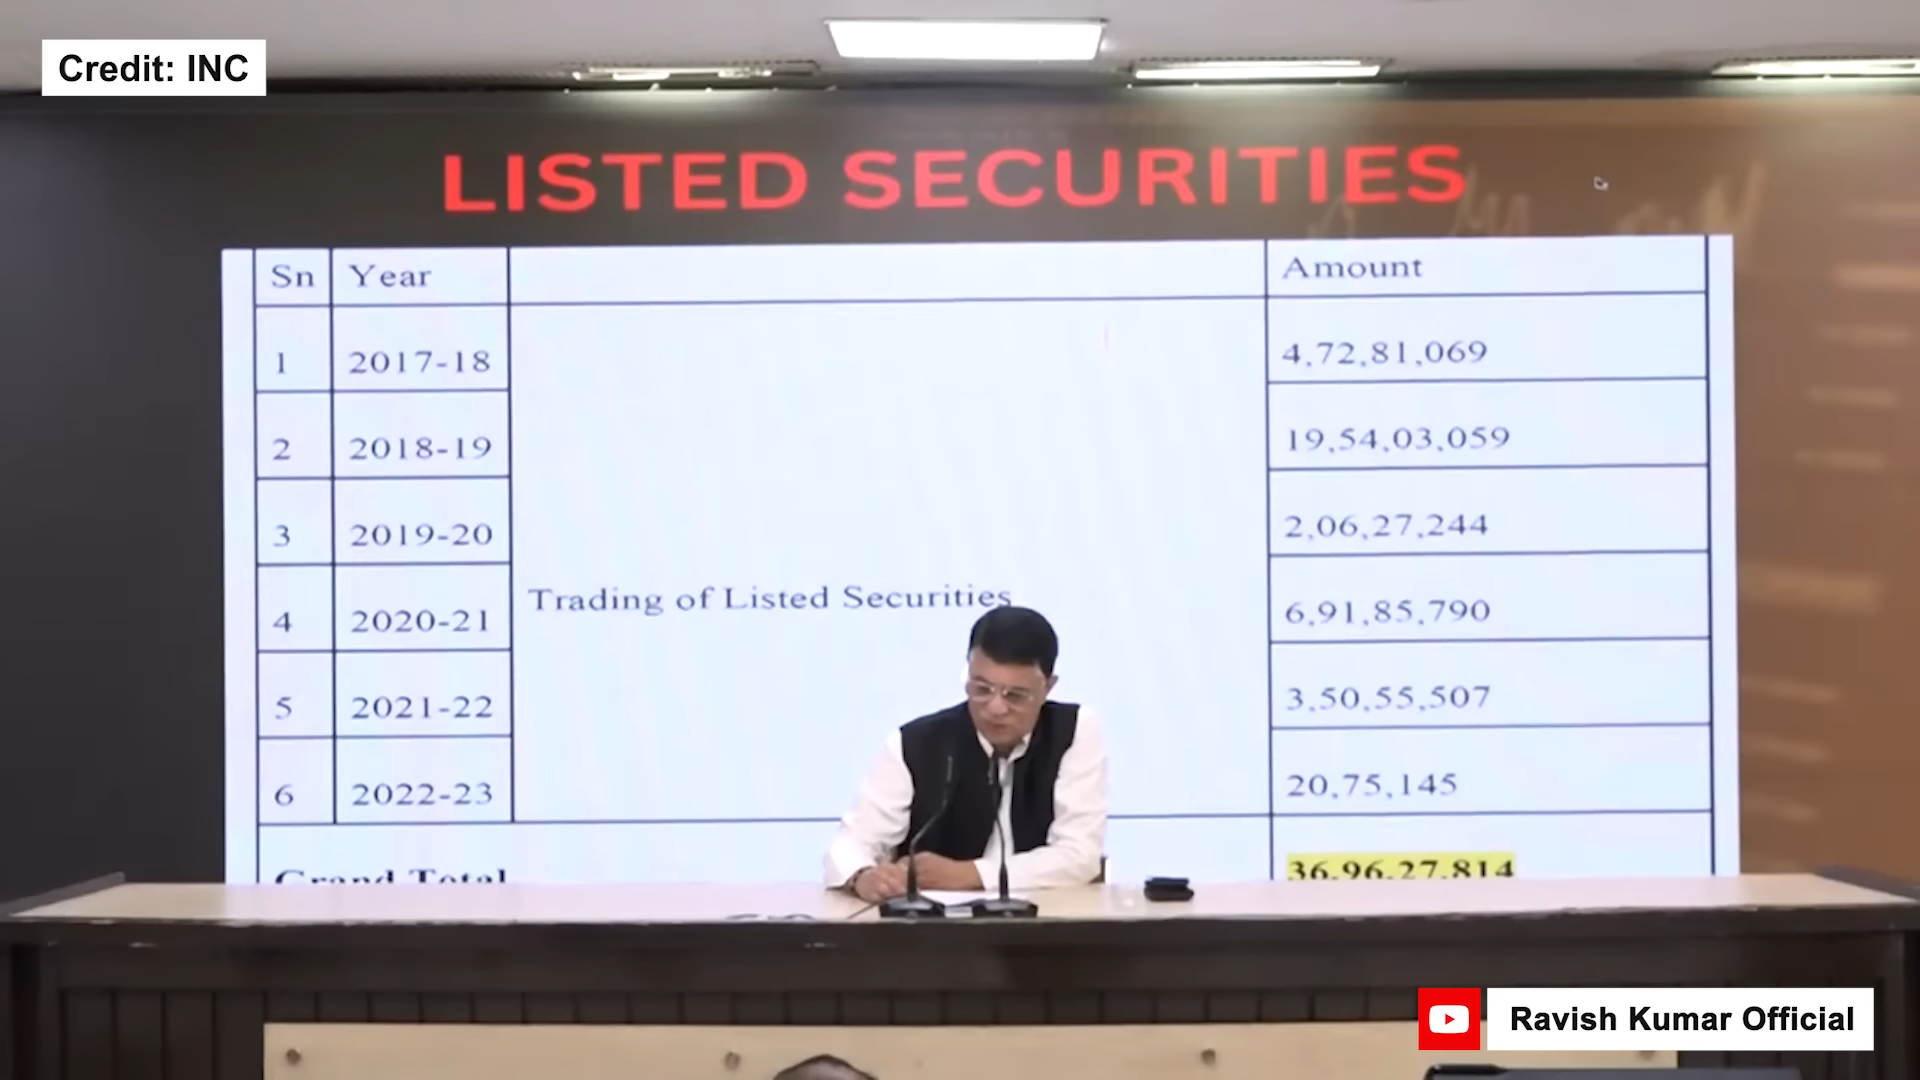 Credit: INC
LISTED SECURITIES
Sn Year Amount
1 2017-18 4,72,81,069
2 2018-19 19,54,03,059
3 2019-20 2,06,27,244
4 2020-21 Trading of Listed Securities 6,91,85,790
5 2021-22 3,50,55,507
6 2022-23 20,75,145
Grand Total 36,96,27,814
Ravish Kumar Official